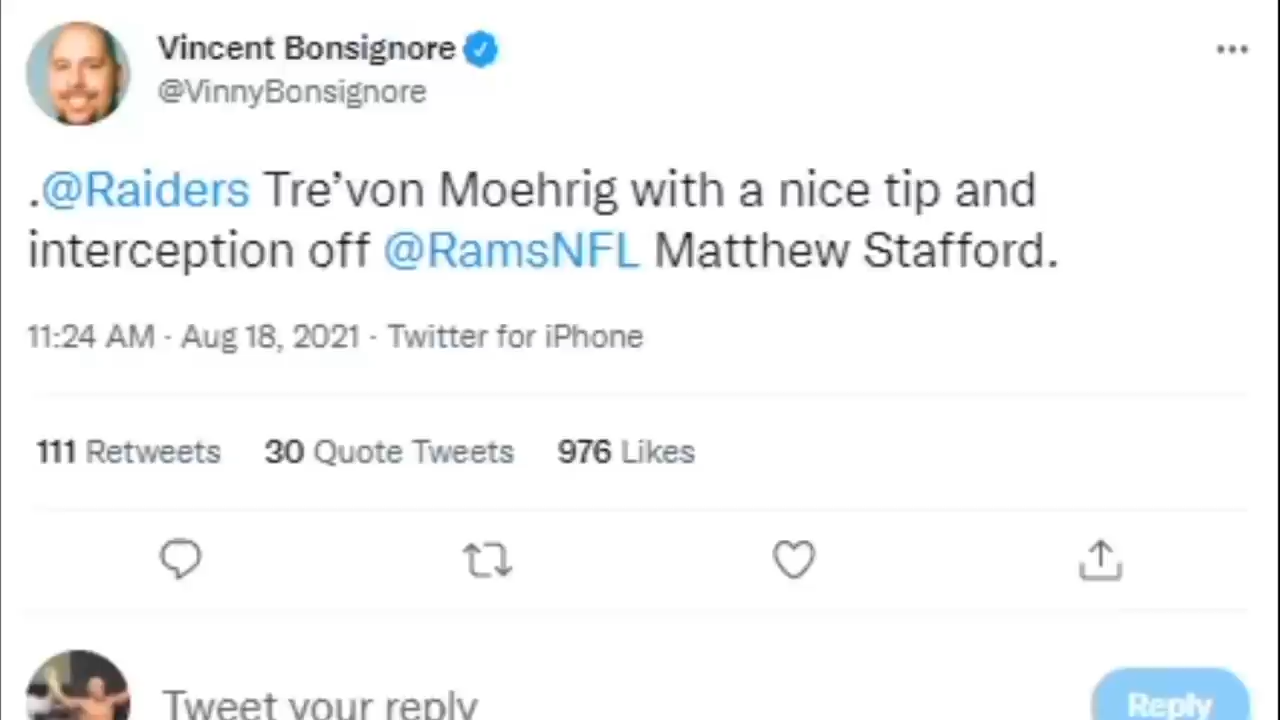 Vincent Bonsignore
@VinnyBonsignore
.@Raiders Tre’von Moehrig with a nice tip and
interception off @RamsNFL Matthew Stafford.
11:24 AM · Aug 18, 2021 · Twitter for iPhone
111 Retweets 30 Quote Tweets 976 Likes
Tweet your reply
Reply